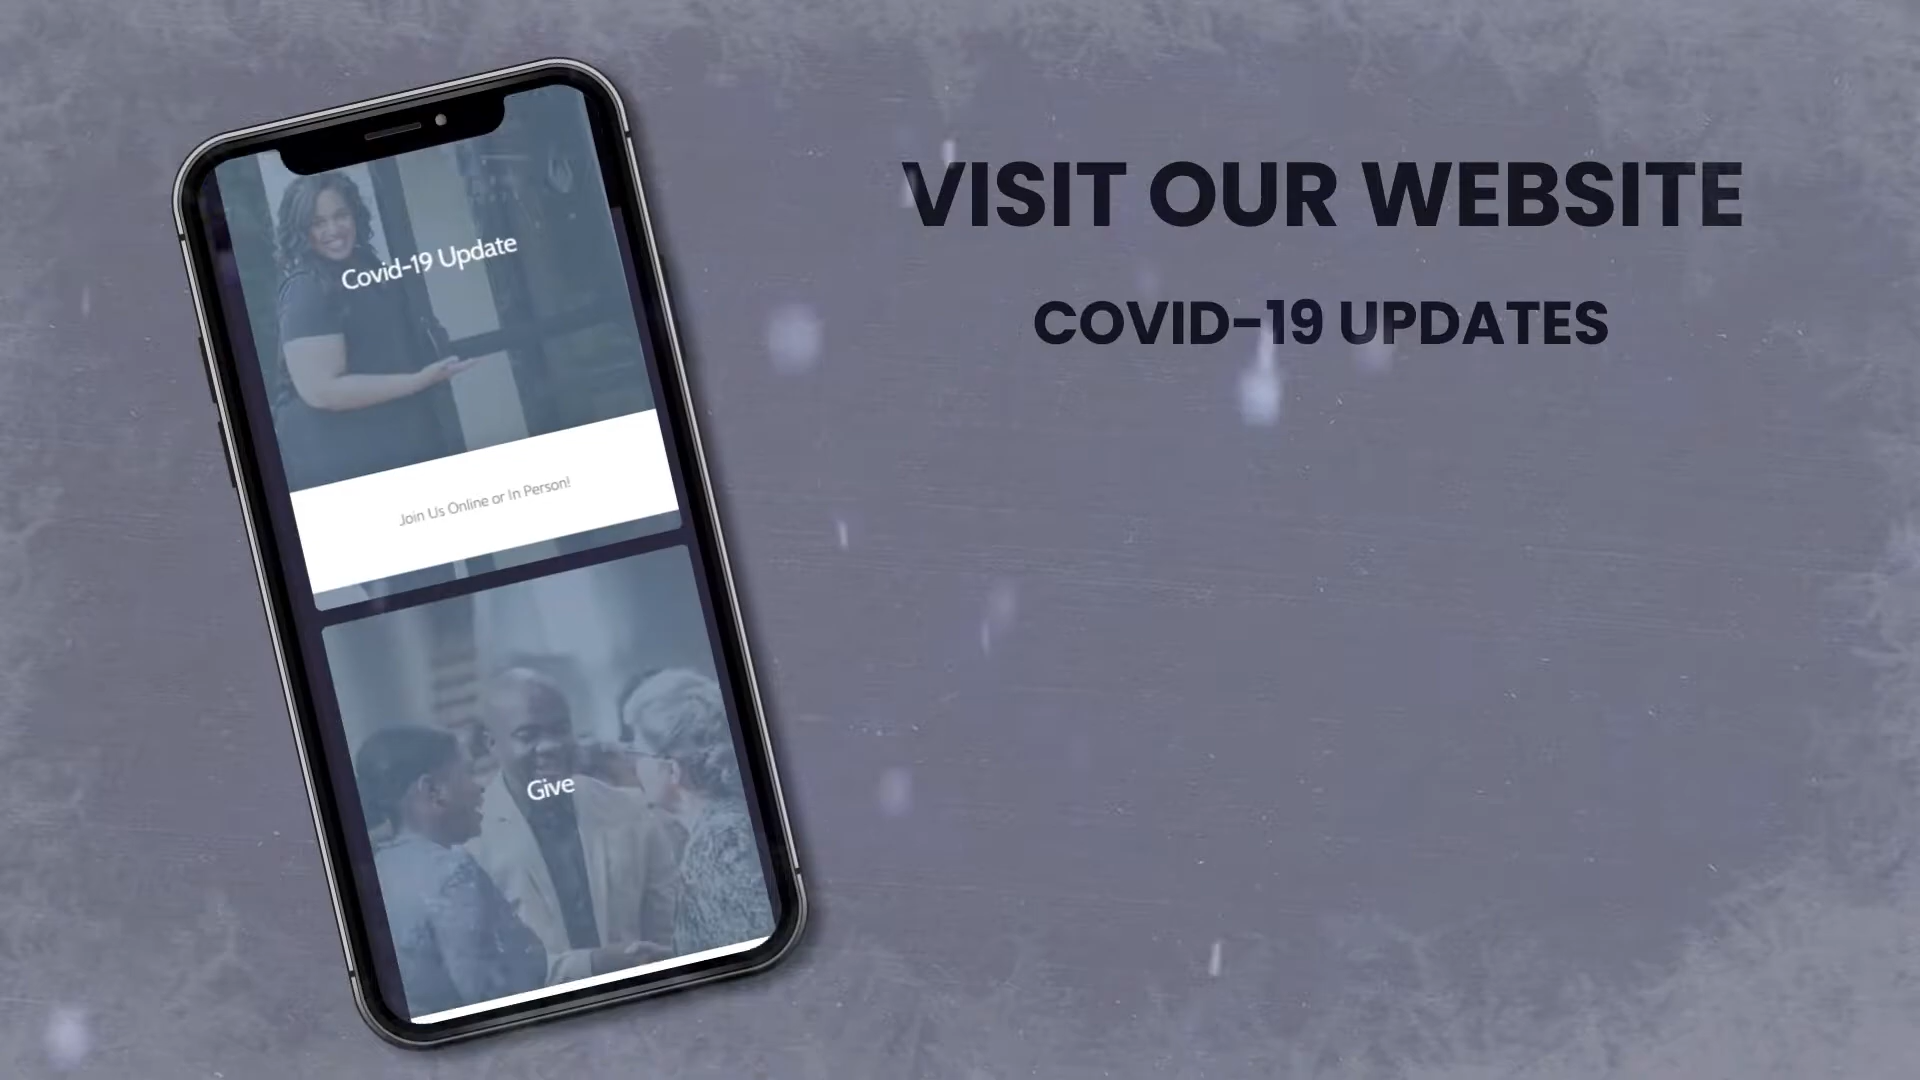 Covid-19 Update
Join Us Online or In Person!
Give
VISIT OUR WEBSITE
COVID-19 UPDATES